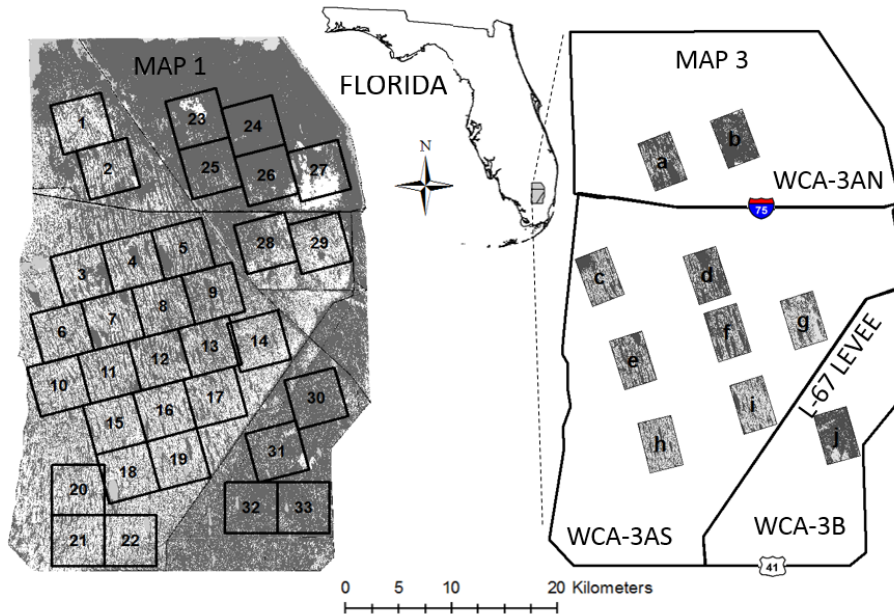 MAP 1
1
2
23
24
25
26
27
28
29
3
4
5
6
7
8
9
10
11
12
13
14
15
16
17
18
19
20
21
22
30
31
32
33
FLORIDA
N
MAP 3
a
b
WCA-3AN
75
c
d
e
f
g
h
i
j
L-67 LEVEE
WCA-3AS
WCA-3B
41
0 5 10 20 Kilometers